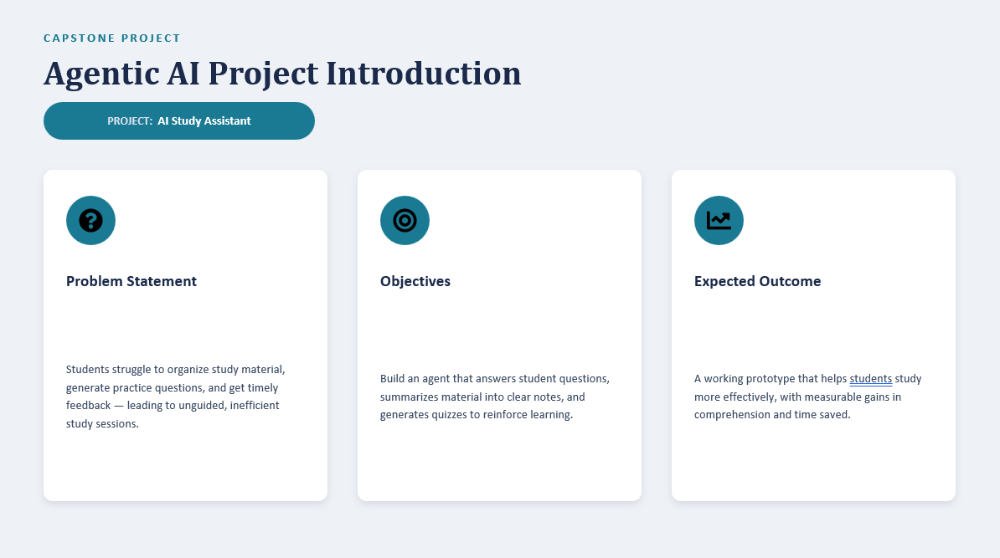 CAPSTONE PROJECT
Agentic AI Project Introduction
PROJECT: AI Study Assistant
Problem Statement
Students struggle to organize study material,
generate practice questions, and get timely
feedback — leading to unguided, inefficient
study sessions.
Objectives
Build an agent that answers student questions,
summarizes material into clear notes, and
generates quizzes to reinforce learning.
Expected Outcome
A working prototype that helps students study
more effectively, with measurable gains in
comprehension and time saved.